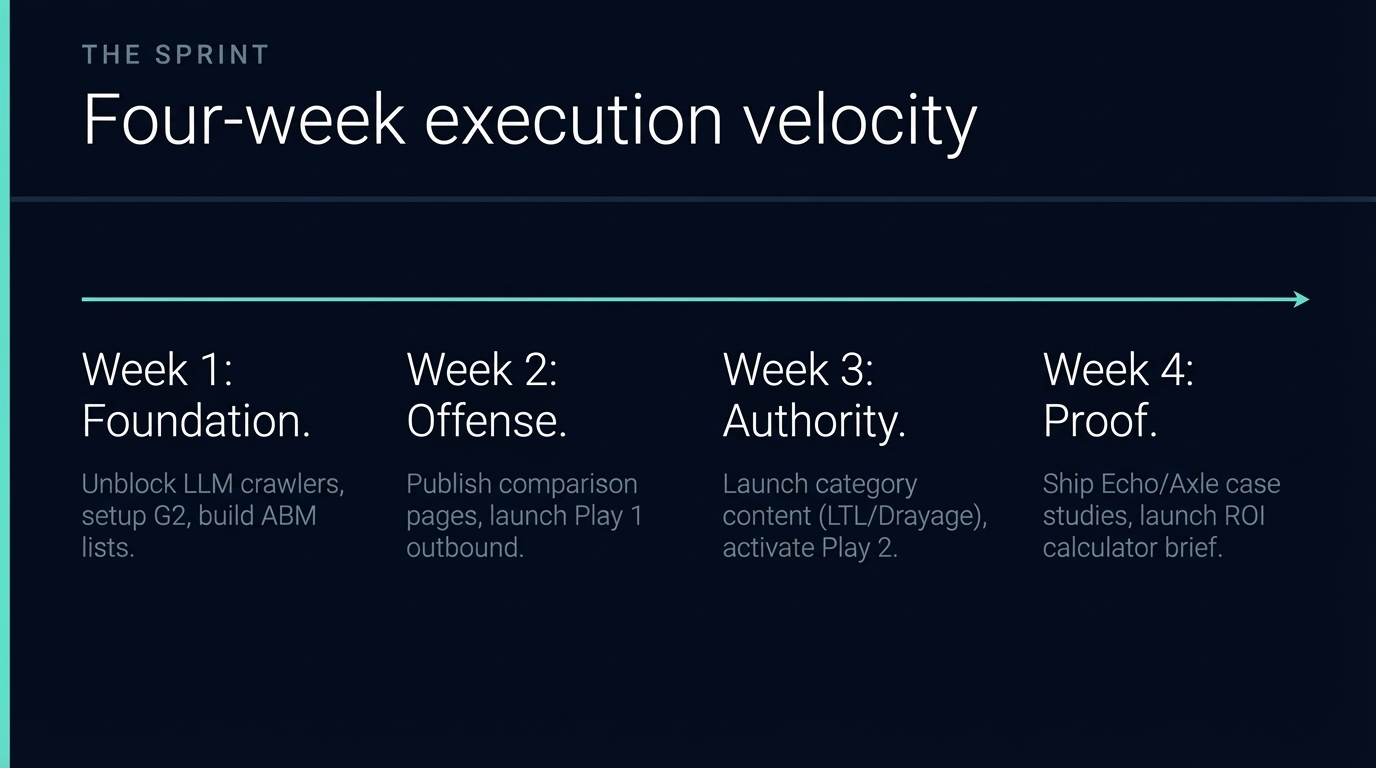 THE SPRINT
Four-week execution velocity
Week 1:
Foundation.
Unblock LLM crawlers,
setup G2, build ABM
lists.
Week 2:
Offense.
Publish comparison
pages, launch Play 1
outbound.
Week 3:
Authority.
Launch category
content (LTL/Drayage),
activate Play 2.
Week 4:
Proof.
Ship Echo/Axle case
studies, launch ROI
calculator brief.